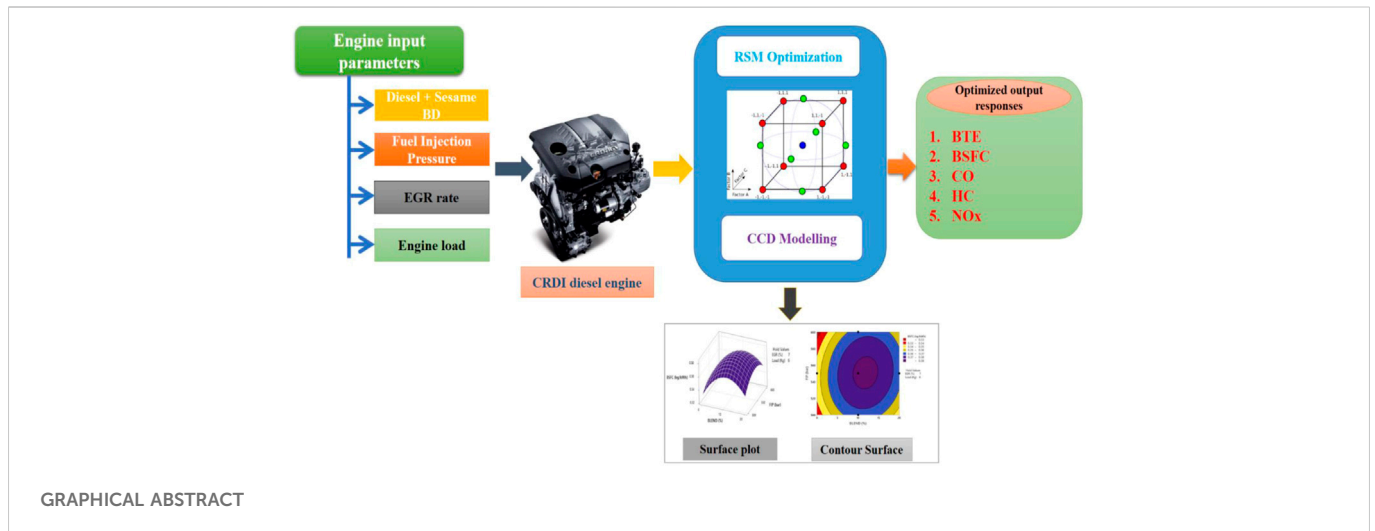 Engine input
parameters
Diesel + Sesame
BD
Fuel Injection
Pressure
EGR rate
Engine load
CRDI diesel engine
RSM Optimization
CCD Modelling
Optimized output
responses
1. BTE
2. BSFC
3. CO
4. HC
5. NOx
Surface plot
Contour Surface
GRAPHICAL ABSTRACT